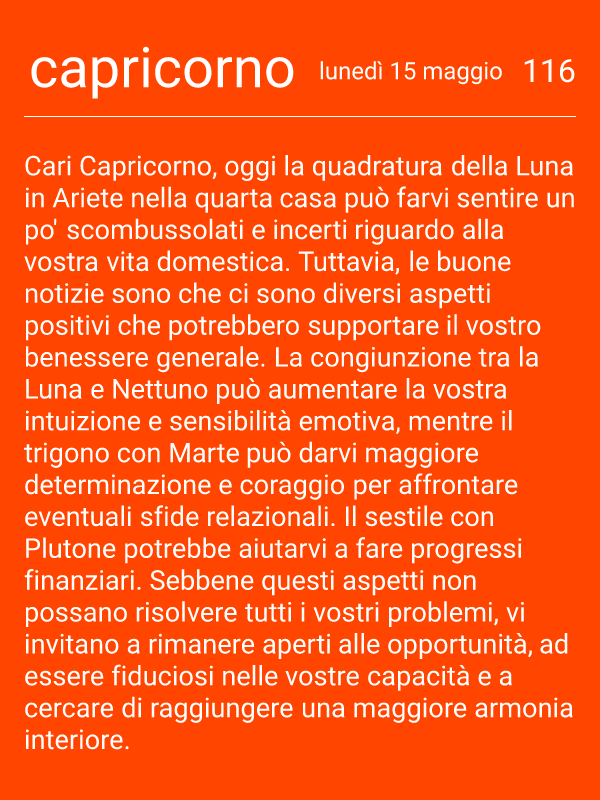 capricorno lunedì 15 maggio 116
Cari Capricorno, oggi la quadratura della Luna
in Ariete nella quarta casa può farvi sentire un
po' scombussolati e incerti riguardo alla
vostra vita domestica. Tuttavia, le buone
notizie sono che ci sono diversi aspetti
positivi che potrebbero supportare il vostro
benessere generale. La congiunzione tra la
Luna e Nettuno può aumentare la vostra
intuizione e sensibilità emotiva, mentre il
trigono con Marte può darvi maggiore
determinazione e coraggio per affrontare
eventuali sfide relazionali. Il sestile con
Plutone potrebbe aiutarvi a fare progressi
finanziari. Sebbene questi aspetti non
possano risolvere tutti i vostri problemi, vi
invitano a rimanere aperti alle opportunità, ad
essere fiduciosi nelle vostre capacità e a
cercare di raggiungere una maggiore armonia
interiore.